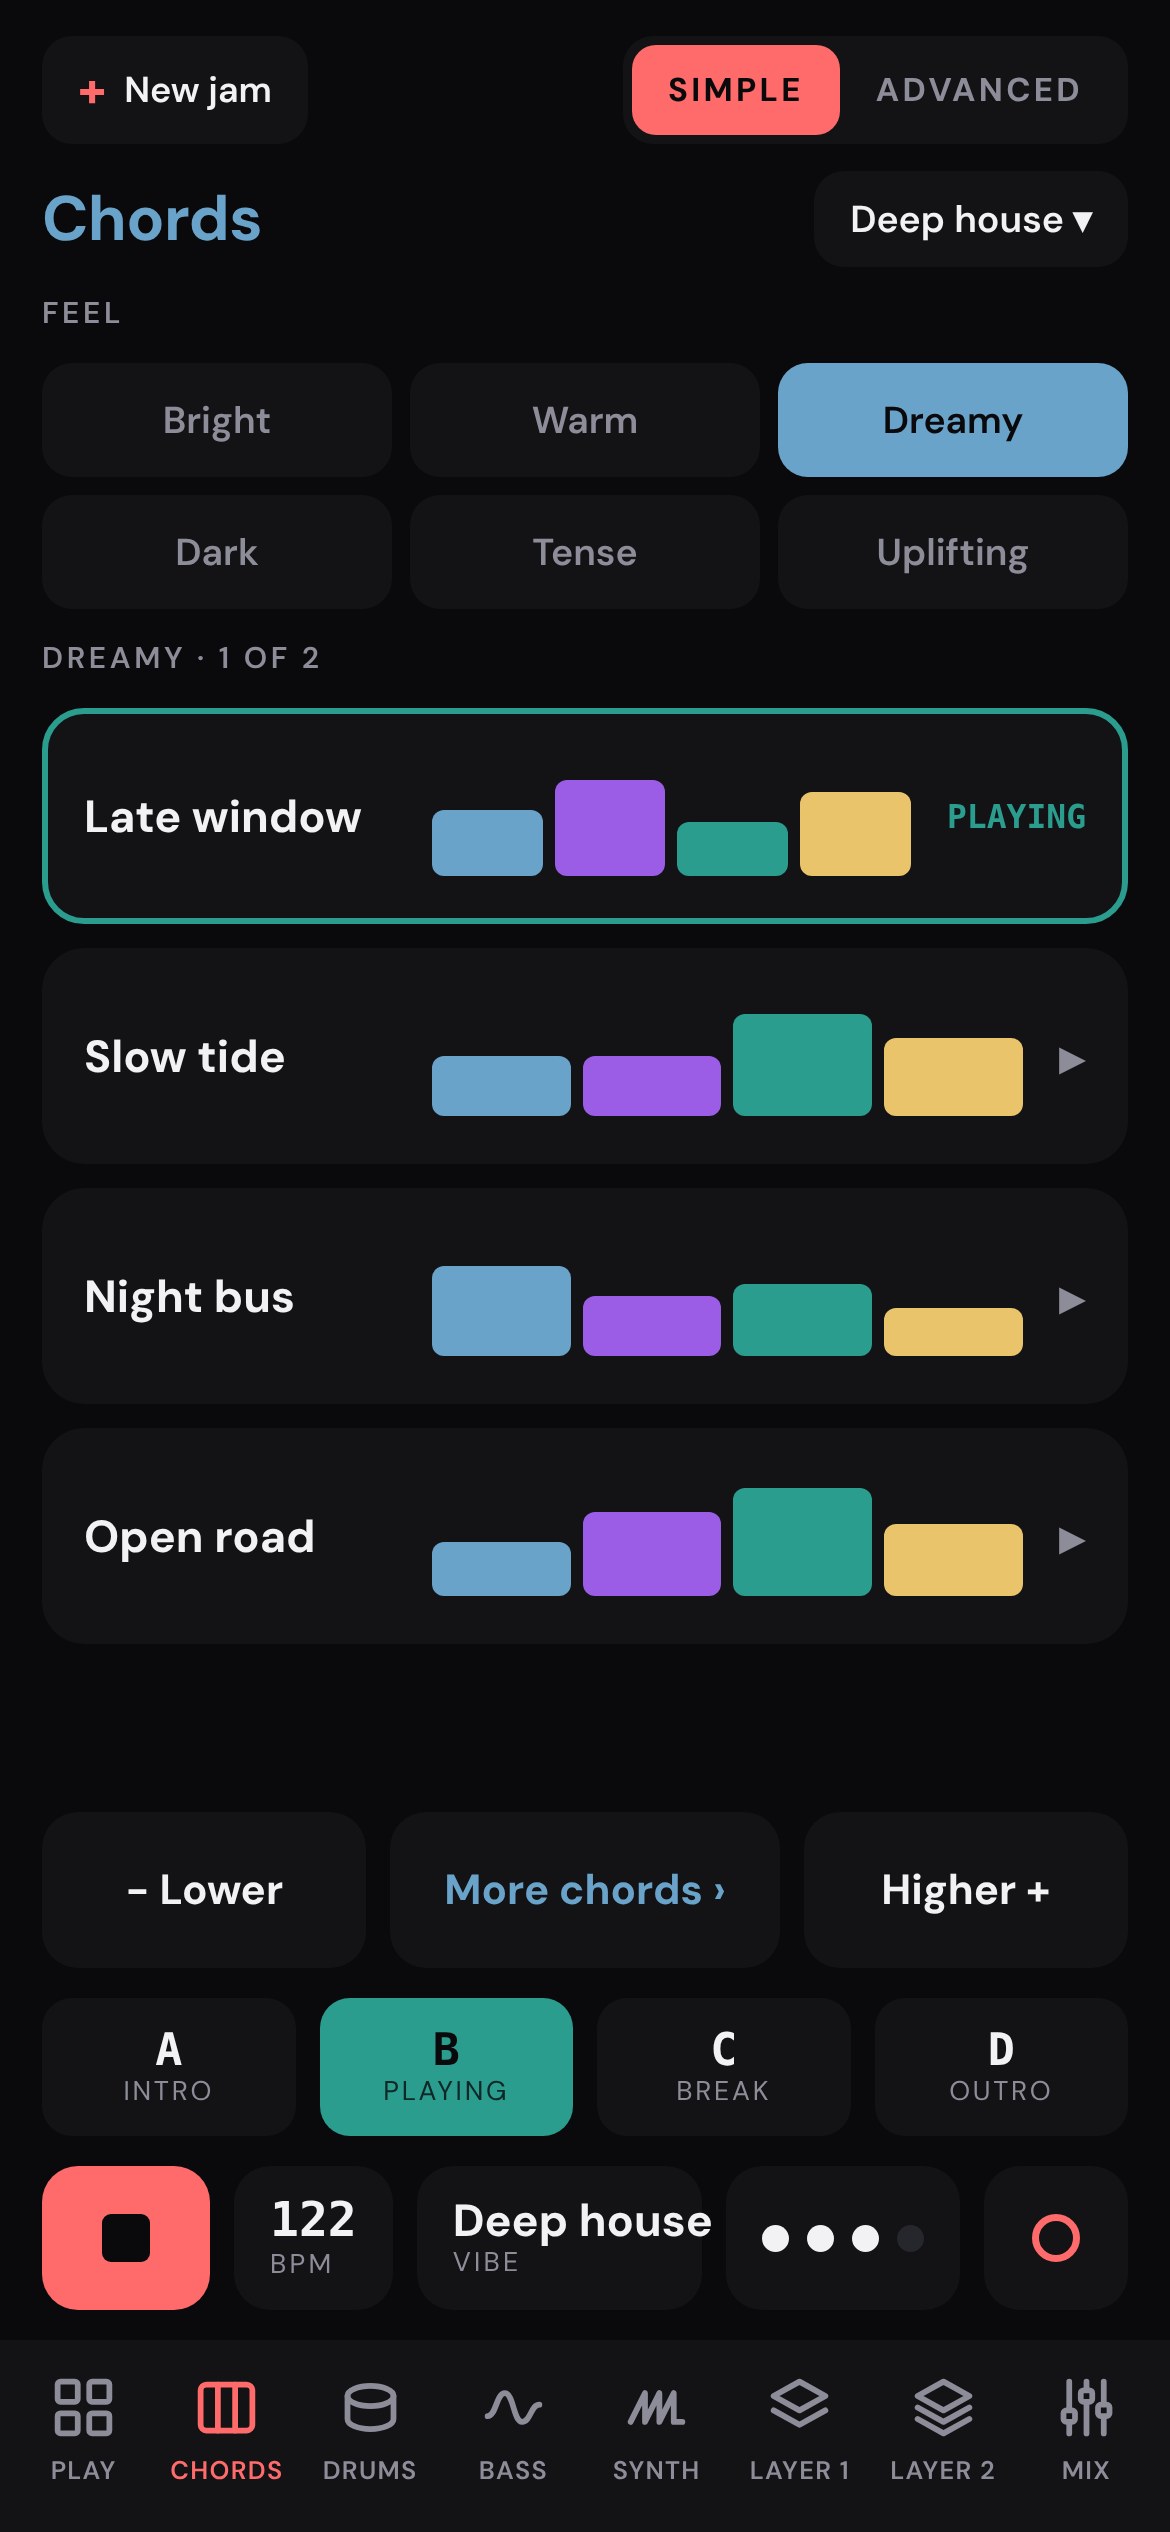 + New jam
SIMPLE ADVANCED
Chords
Deep house ▾
FEEL
Bright Warm Dreamy
Dark Tense Uplifting
DREAMY · 1 OF 2
Late window PLAYING
Slow tide
Night bus
Open road
– Lower More chords › Higher +
A B C D
INTRO PLAYING BREAK OUTRO
122 Deep house
BPM VIBE
PLAY CHORDS DRUMS BASS SYNTH LAYER 1 LAYER 2 MIX